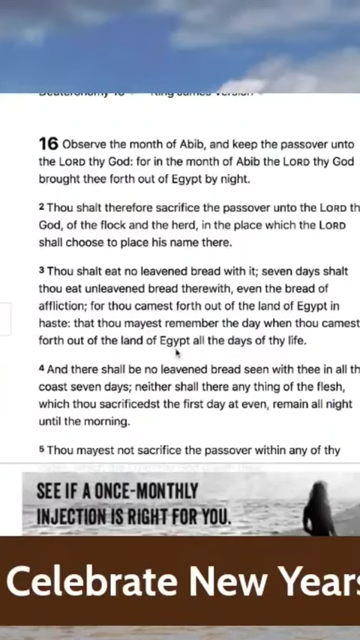 16 Observe the month of Abib, and keep the passover unto
the LORD thy God: for in the month of Abib the LORD thy God
brought thee forth out of Egypt by night.
2 Thou shalt therefore sacrifice the passover unto the LORD th
God, of the flock and the herd, in the place which the LORD
shall choose to place his name there.
3 Thou shalt eat no leavened bread with it; seven days shalt
thou eat unleavened bread therewith, even the bread of
affliction; for thou camest forth out of the land of Egypt in
haste: that thou mayest remember the day when thou camest
forth out of the land of Egypt all the days of thy life.
4 And there shall be no leavened bread seen with thee in all th
coast seven days; neither shall there any thing of the flesh,
which thou sacrificedst the first day at even, remain all night
until the morning.
5 Thou mayest not sacrifice the passover within any of thy
SEE IF A ONCE-MONTHLY
INJECTION IS RIGHT FOR YOU.
Celebrate New Years